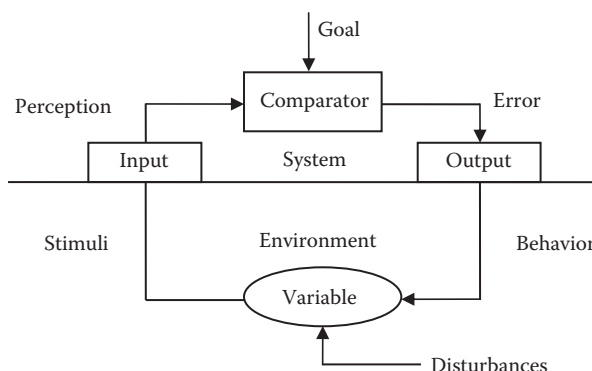 Goal
Perception
Comparator
Error
Input
System
Output
Stimuli
Environment
Behavior
Variable
Disturbances